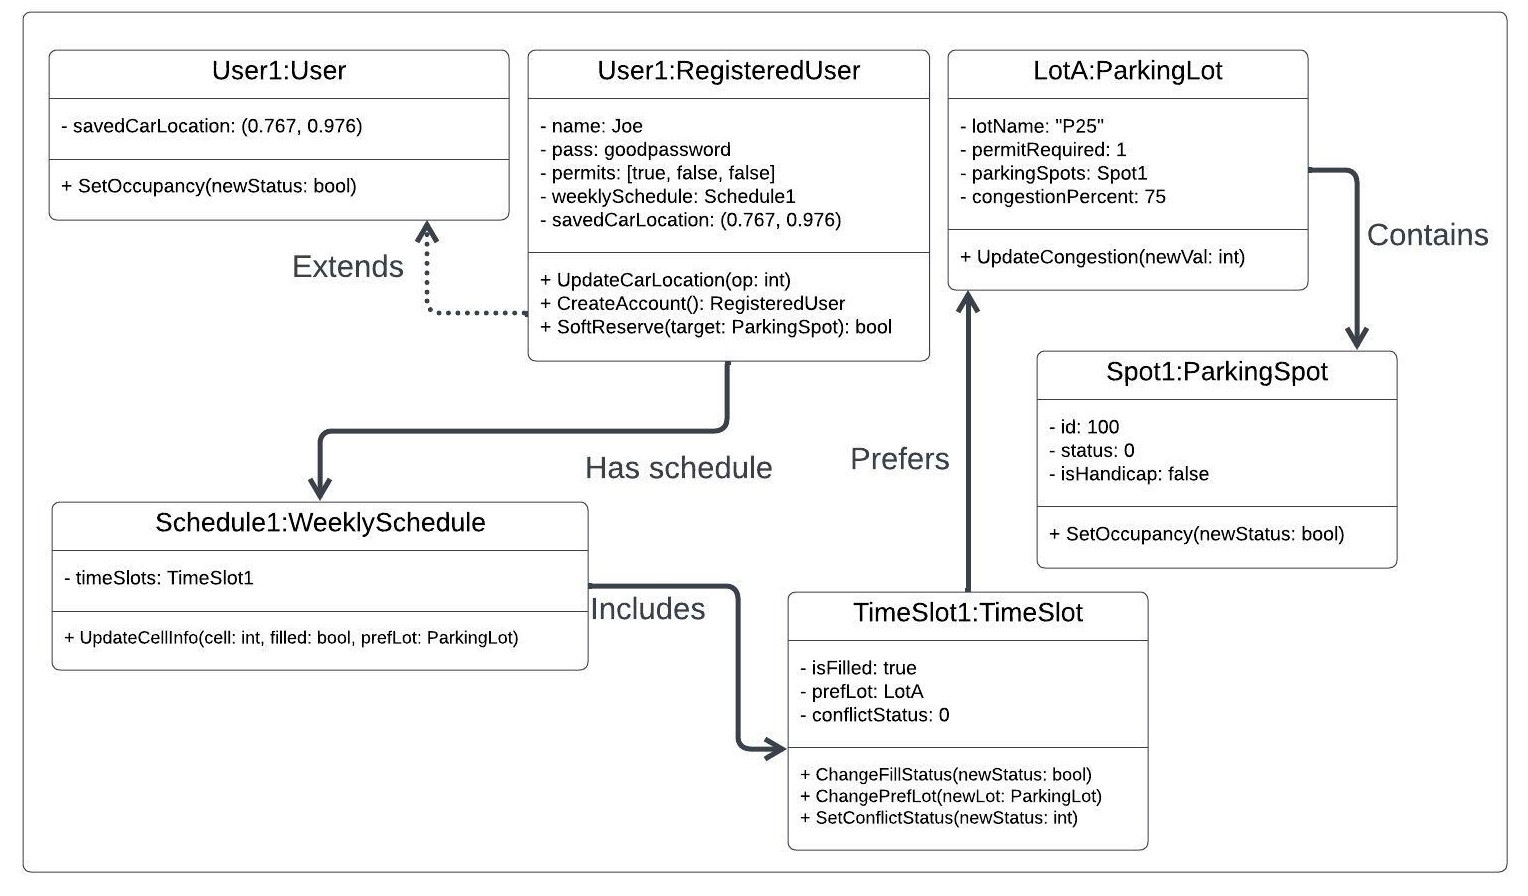 User1:User
- savedCarLocation: (0.767, 0.976)
+ SetOccupancy(newStatus: bool)
User1:RegisteredUser
- name: Joe
- pass: goodpassword
- permits: [true, false, false]
- weeklySchedule: Schedule1
- savedCarLocation: (0.767, 0.976)
+ UpdateCarLocation(op: int)
+ CreateAccount(): RegisteredUser
+ SoftReserve(target: ParkingSpot): bool
LotA:ParkingLot
- lotName: "P25"
- permitRequired: 1
- parkingSpots: Spot1
- congestionPercent: 75
+ UpdateCongestion(newVal: int)
Contains
Extends
Spot1:ParkingSpot
- id: 100
- status: 0
- isHandicap: false
+ SetOccupancy(newStatus: bool)
Has schedule
Prefers
Schedule1:WeeklySchedule
- timeSlots: TimeSlot1
+ UpdateCellInfo(cell: int, filled: bool, prefLot: ParkingLot)
Includes
TimeSlot1:TimeSlot
- isFilled: true
- prefLot: LotA
- conflictStatus: 0
+ ChangeFillStatus(newStatus: bool)
+ ChangePrefLot(newLot: ParkingLot)
+ SetConflictStatus(newStatus: int)